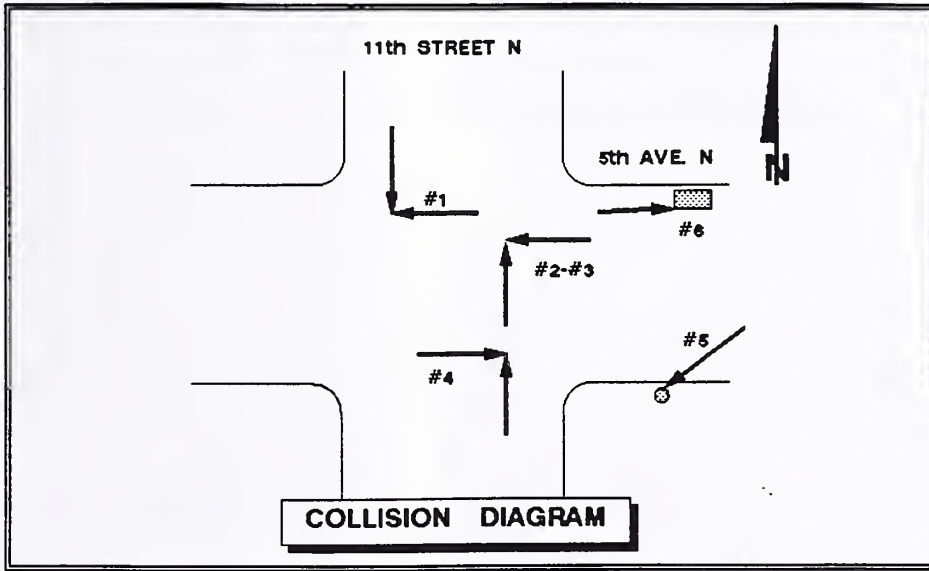 11th STREET N
5th AVE. N
N
#1
#6
#2-#3
#5
#4
COLLISION DIAGRAM